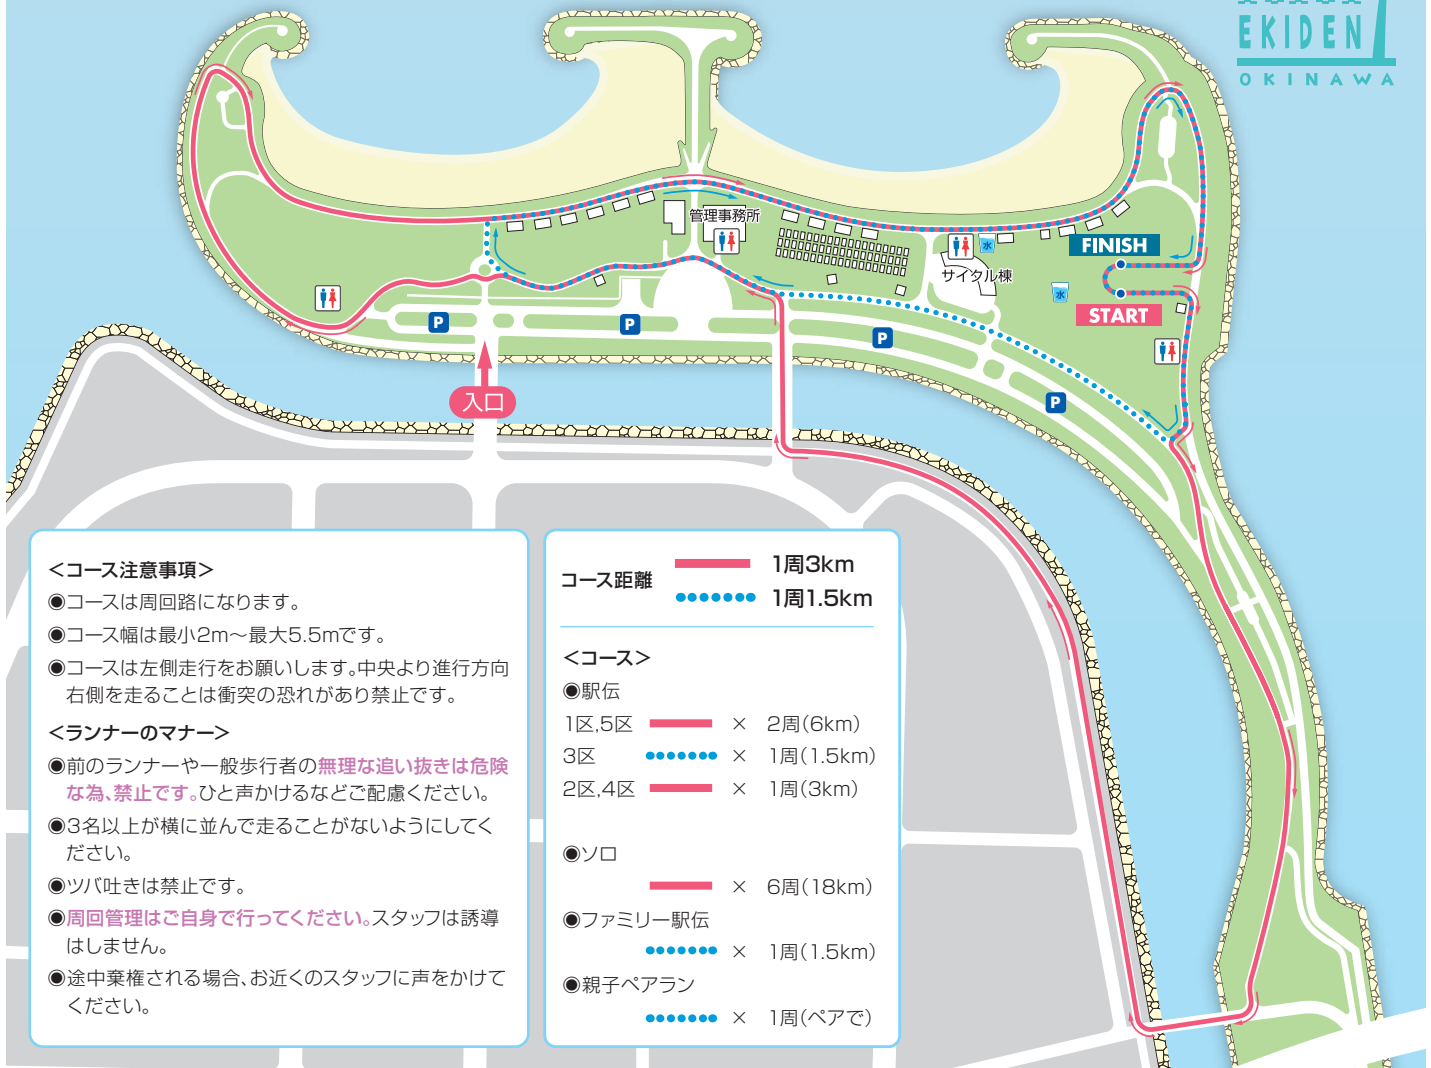 EKIDEN
OKINAWA
管理事務所
水
サイクル棟
FINISH
水
START
P
P
P
P
入口
＜コース注意事項＞
◉コースは周回路になります。
◉コース幅は最小2m～最大5.5mです。
◉コースは左側走行をお願いします。中央より進行方向
右側を走ることは衝突の恐れがあり禁止です。
＜ランナーのマナー＞
◉前のランナーや一般歩行者の無理な追い抜きは危険
な為、禁止です。ひと声かけるなどご配慮ください。
◉3名以上が横に並んで走ることがないようにしてく
ださい。
◉ツバ吐きは禁止です。
◉周回管理はご自身で行ってください。スタッフは誘導
はしません。
◉途中棄権される場合、お近くのスタッフに声をかけて
ください。
コース距離
1周3km
1周1.5km
＜コース＞
◉駅伝
1区,5区 × 2周(6km)
3区 × 1周(1.5km)
2区,4区 × 1周(3km)
◉ソロ
× 6周(18km)
◉ファミリー駅伝
× 1周(1.5km)
◉親子ペアラン
× 1周(ペアで)